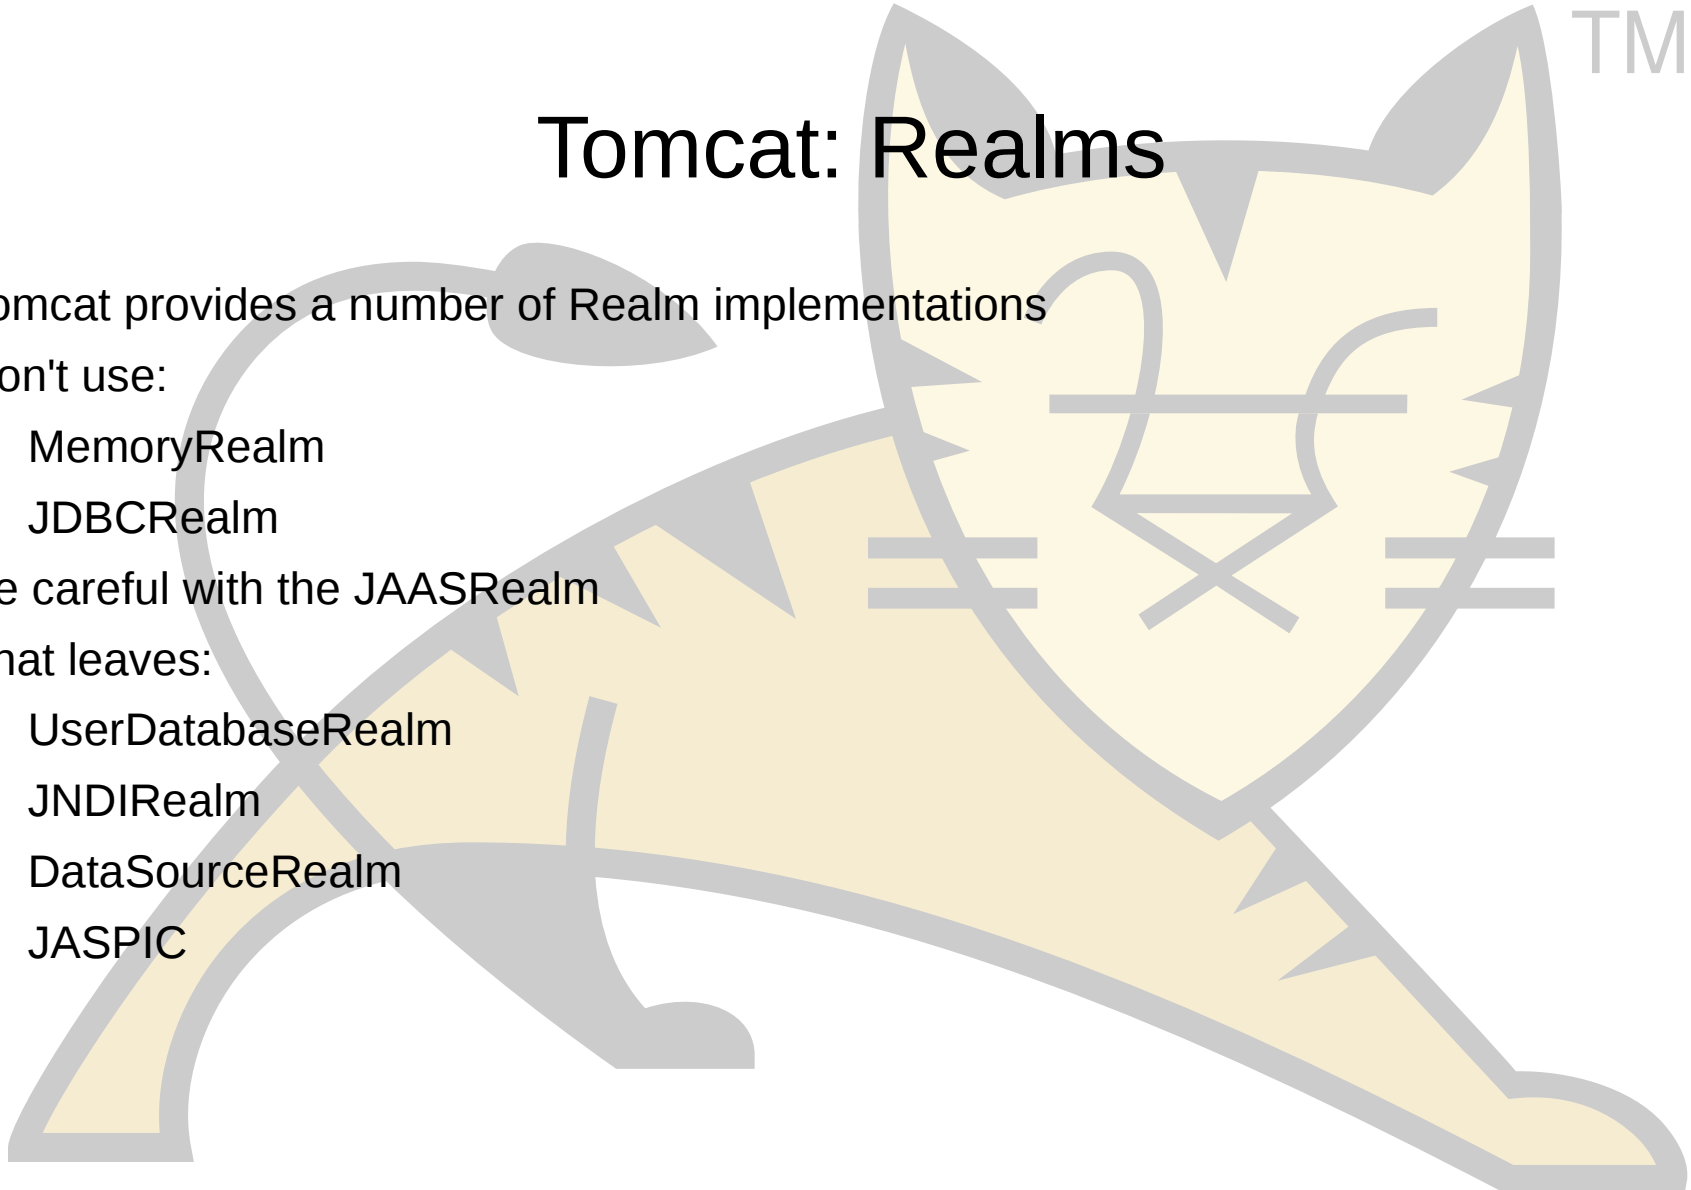 TM
Tomcat: Realms
omcat provides a number of Realm implementations
on't use:
MemoryRealm
JDBCRealm
e careful with the JAASRealm
hat leaves:
UserDatabaseRealm
JNDIRealm
DataSourceRealm
JASPIC